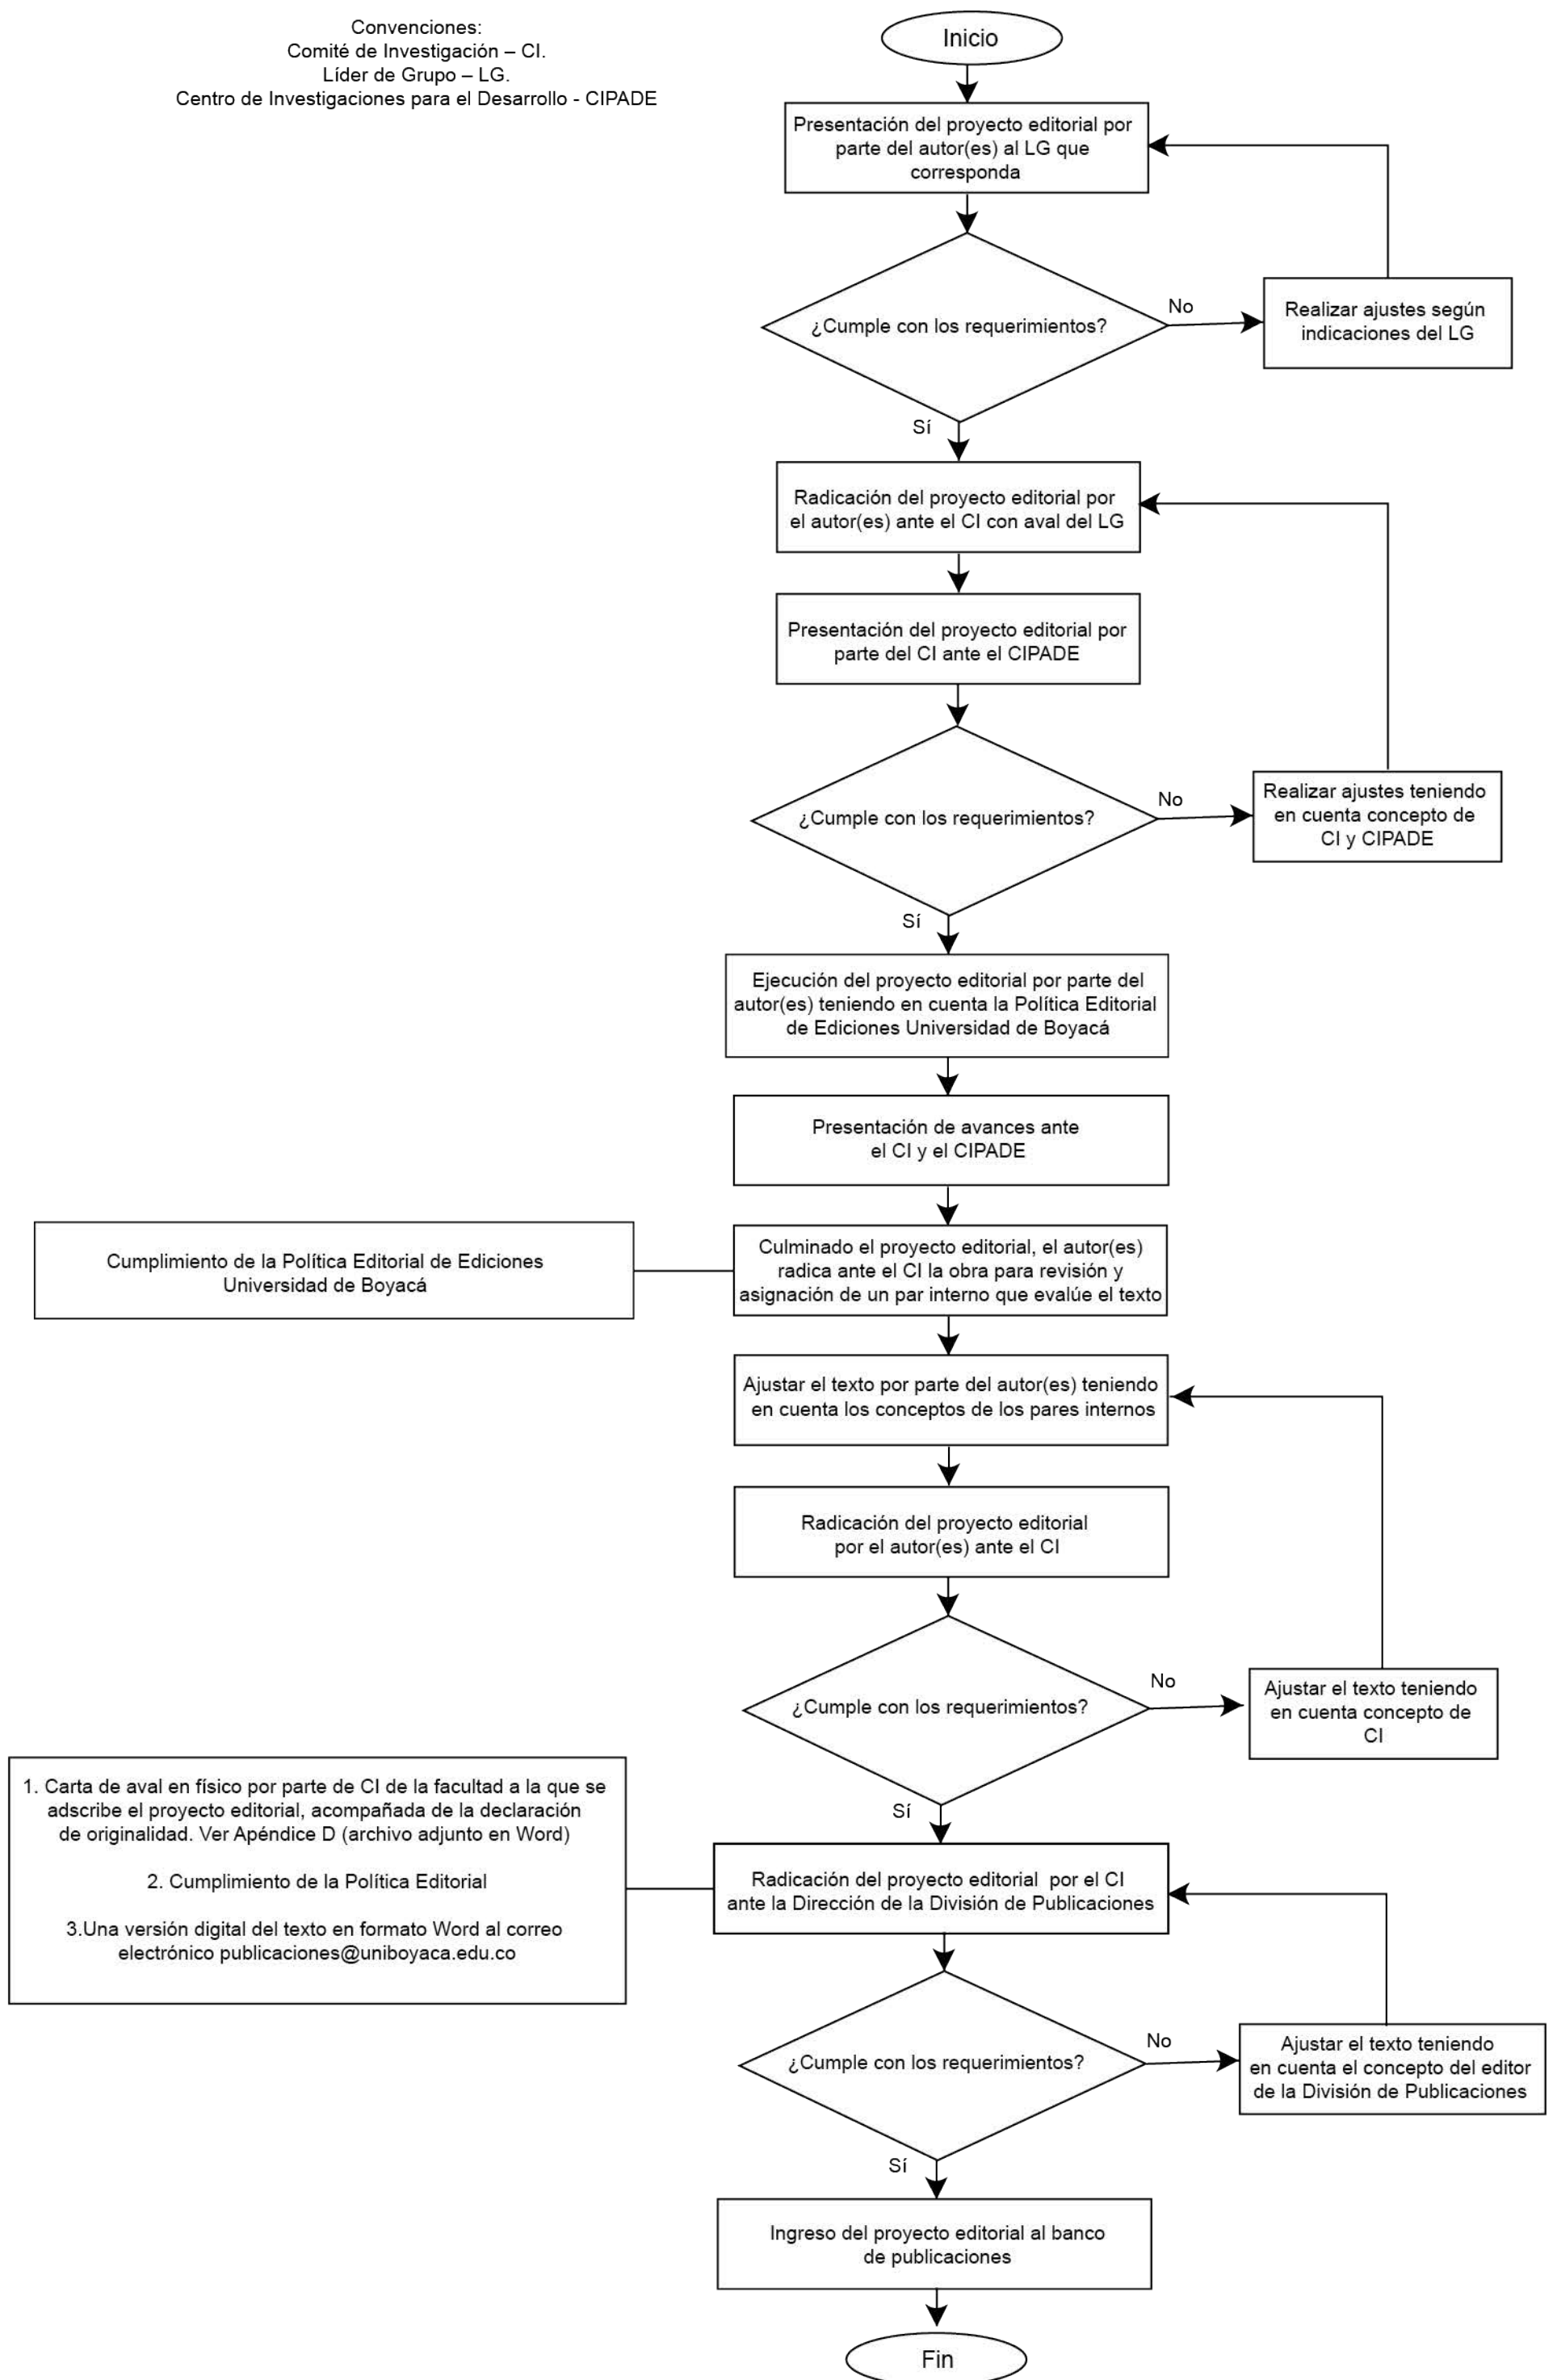 Convenciones:
Comité de Investigación – CI.
Líder de Grupo – LG.
Centro de Investigaciones para el Desarrollo - CIPADE
Inicio
Presentación del proyecto editorial por
parte del autor(es) al LG que
corresponda
¿Cumple con los requerimientos?
No
Realizar ajustes según
indicaciones del LG
Sí
Radicación del proyecto editorial por
el autor(es) ante el CI con aval del LG
Presentación del proyecto editorial por
parte del CI ante el CIPADE
¿Cumple con los requerimientos?
No
Realizar ajustes teniendo
en cuenta concepto de
CI y CIPADE
Sí
Ejecución del proyecto editorial por parte del
autor(es) teniendo en cuenta la Política Editorial
de Ediciones Universidad de Boyacá
Presentación de avances ante
el CI y el CIPADE
Cumplimiento de la Política Editorial de Ediciones
Universidad de Boyacá
Culminado el proyecto editorial, el autor(es)
radica ante el CI la obra para revisión y
asignación de un par interno que evalúe el texto
Ajustar el texto por parte del autor(es) teniendo
en cuenta los conceptos de los pares internos
Radicación del proyecto editorial
por el autor(es) ante el CI
¿Cumple con los requerimientos?
No
Ajustar el texto teniendo
en cuenta concepto de
CI
Sí
1. Carta de aval en físico por parte de CI de la facultad a la que se
adscribe el proyecto editorial, acompañada de la declaración
de originalidad. Ver Apéndice D (archivo adjunto en Word)
2. Cumplimiento de la Política Editorial
3.Una versión digital del texto en formato Word al correo
electrónico publicaciones@uniboyaca.edu.co
Radicación del proyecto editorial por el CI
ante la Dirección de la División de Publicaciones
¿Cumple con los requerimientos?
No
Ajustar el texto teniendo
en cuenta el concepto del editor
de la División de Publicaciones
Sí
Ingreso del proyecto editorial al banco
de publicaciones
Fin